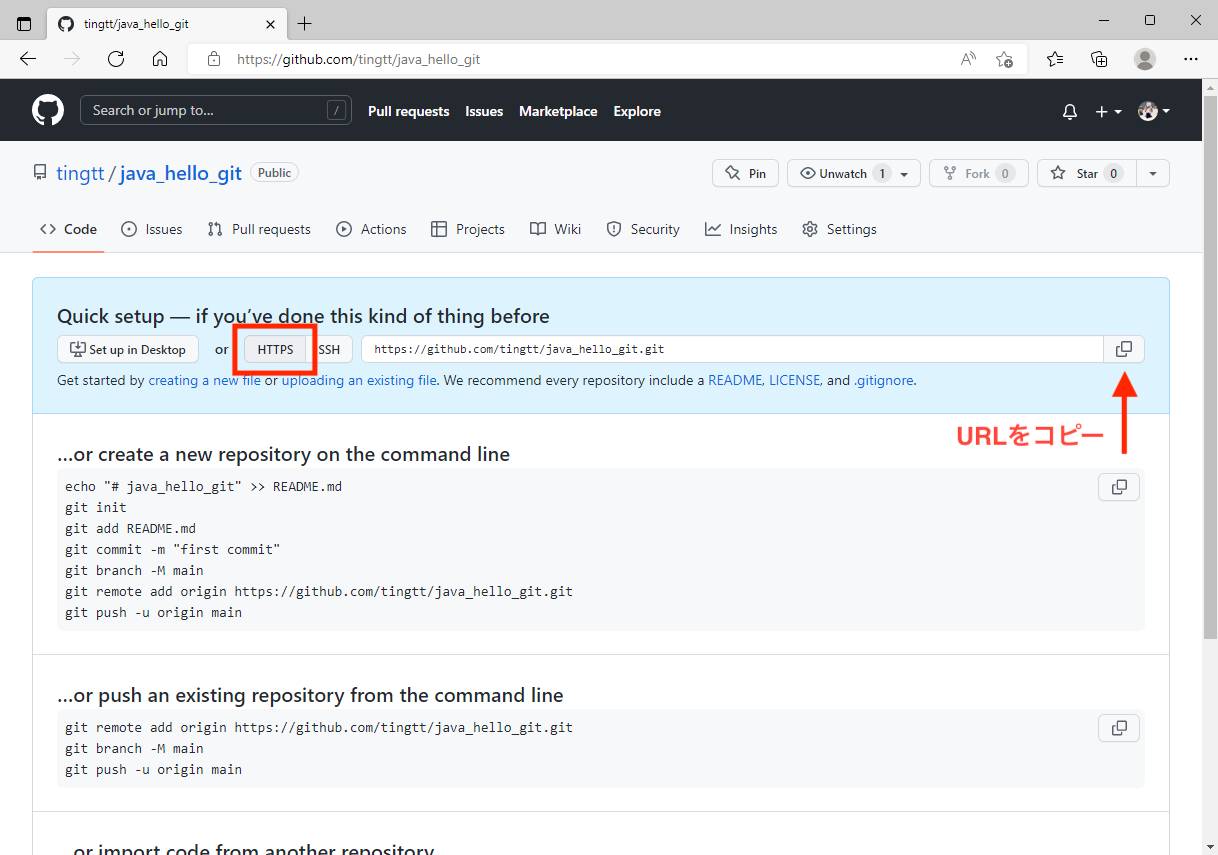 tingtt/java_hello_git
https://github.com/tingtt/java_hello_git
Search or jump to... / Pull requests Issues Marketplace Explore
tingtt / java_hello_git Public Pin Unwatch 1 Fork 0 Star 0
Code Issues Pull requests Actions Projects Wiki Security Insights Settings
Quick setup — if you’ve done this kind of thing before
Set up in Desktop or HTTPS SSH https://github.com/tingtt/java_hello_git.git
Get started by creating a new file or uploading an existing file. We recommend every repository include a README, LICENSE, and .gitignore.
URLをコピー
…or create a new repository on the command line
echo "# java_hello_git" >> README.md
git init
git add README.md
git commit -m "first commit"
git branch -M main
git remote add origin https://github.com/tingtt/java_hello_git.git
git push -u origin main
…or push an existing repository from the command line
git remote add origin https://github.com/tingtt/java_hello_git.git
git branch -M main
git push -u origin main
…or import code from another repository